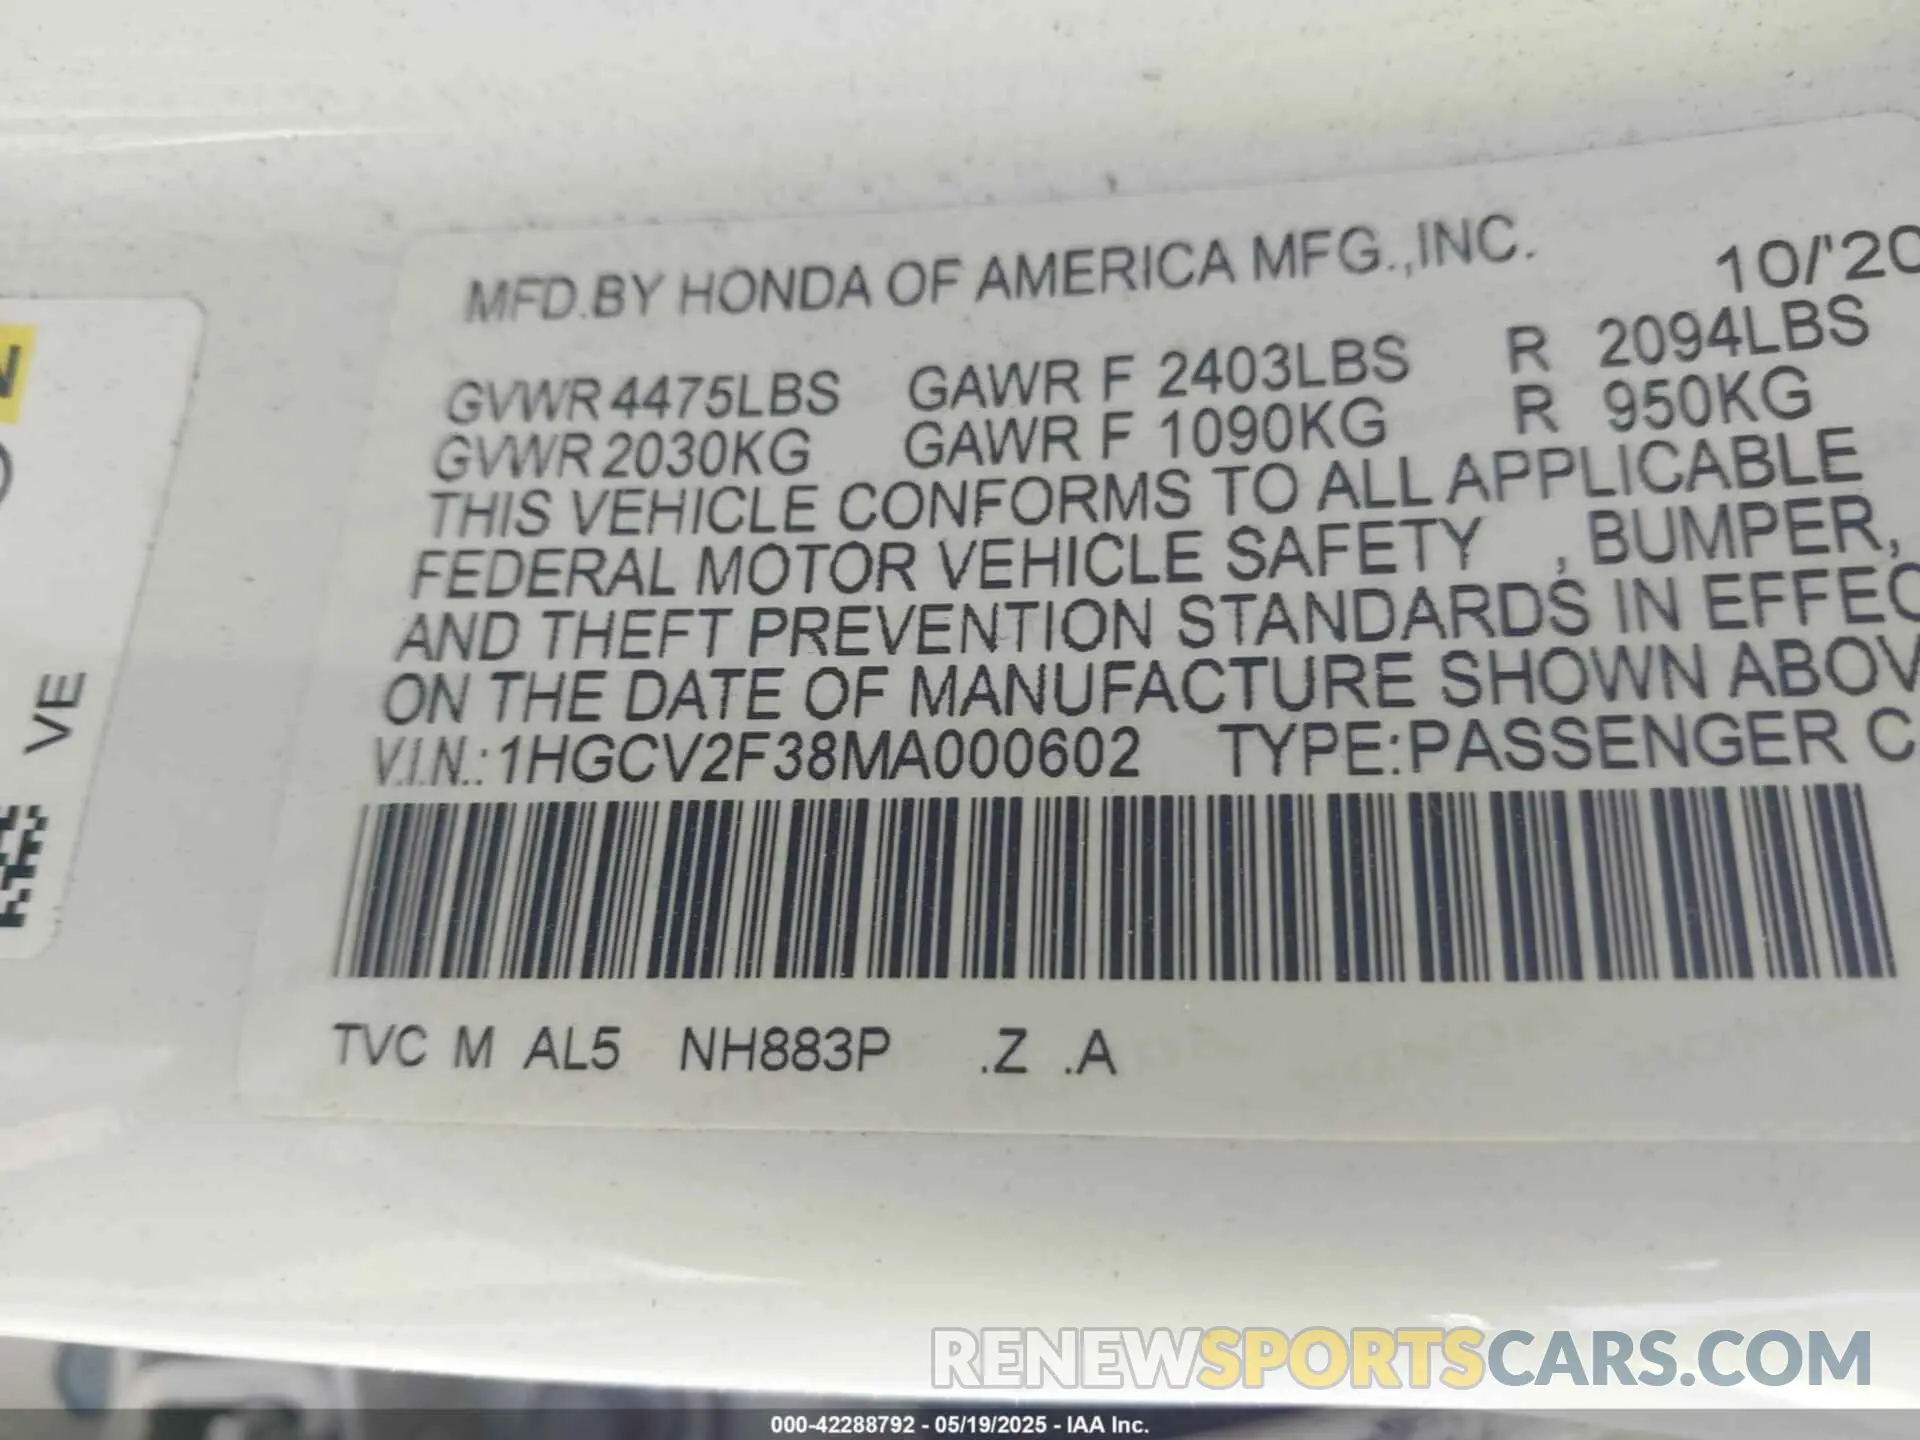 MFD.BY HONDA OF AMERICA MFG.,INC. 10/'20
GVWR 4475LBS GAWR F 2403LBS R 2094LBS
GVWR 2030KG GAWR F 1090KG R 950KG
THIS VEHICLE CONFORMS TO ALL APPLICABLE
FEDERAL MOTOR VEHICLE SAFETY , BUMPER,
AND THEFT PREVENTION STANDARDS IN EFFEC
ON THE DATE OF MANUFACTURE SHOWN ABOV
V.I.N.: 1HGCV2F38MA000602 TYPE:PASSENGER C
TVC M AL5 NH883P .Z .A
VE
RENEWSPORTSCARS.COM
000-42288792 - 05/19/2025 - IAA Inc.